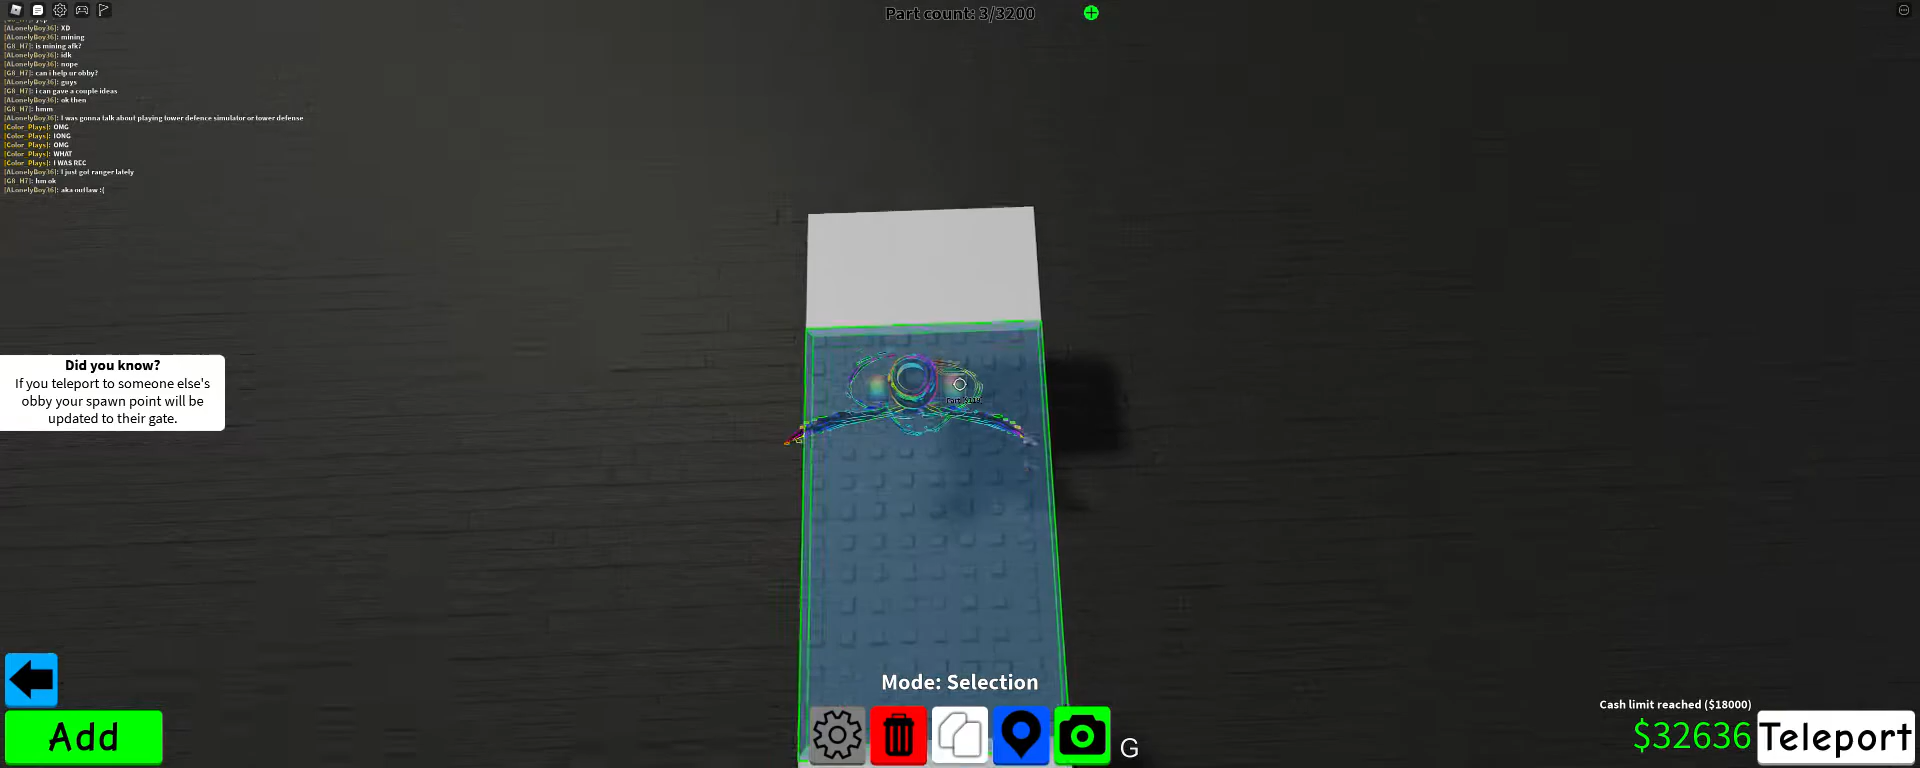 Part count: 3/3200
[ALonelyBoy36]: XD
[ALonelyBoy36]: mining
[G8_H7]: is mining afk?
[ALonelyBoy36]: idk
[ALonelyBoy36]: nope
[G8_H7]: can i help ur obby?
[ALonelyBoy36]: guys
[G8_H7]: i can gave a couple ideas
[ALonelyBoy36]: ok then
[G8_H7]: hmm
[ALonelyBoy36]: I was gonna talk about playing tower defence simulator or tower defense
[Color_Plays]: OMG
[Color_Plays]: IONG
[Color_Plays]: OMG
[Color_Plays]: WHAT
[Color_Plays]: I WAS REC
[ALonelyBoy36]: I just got ranger lately
[G8_H7]: hm ok
[ALonelyBoy36]: aka outlaw :(
Did you know?
If you teleport to someone else's
obby your spawn point will be
updated to their gate.
Mode: Selection
G
Add
Cash limit reached ($18000)
$32636
Teleport